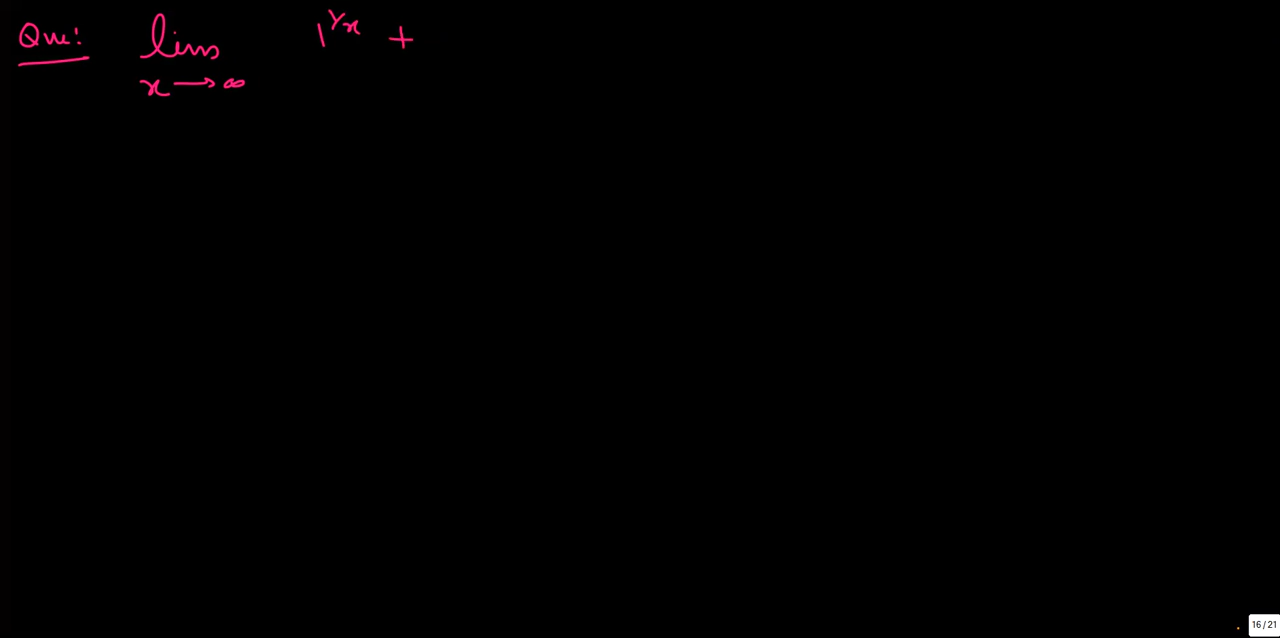 Que: lim 1^{1/x} +
x → ∞
16 / 21